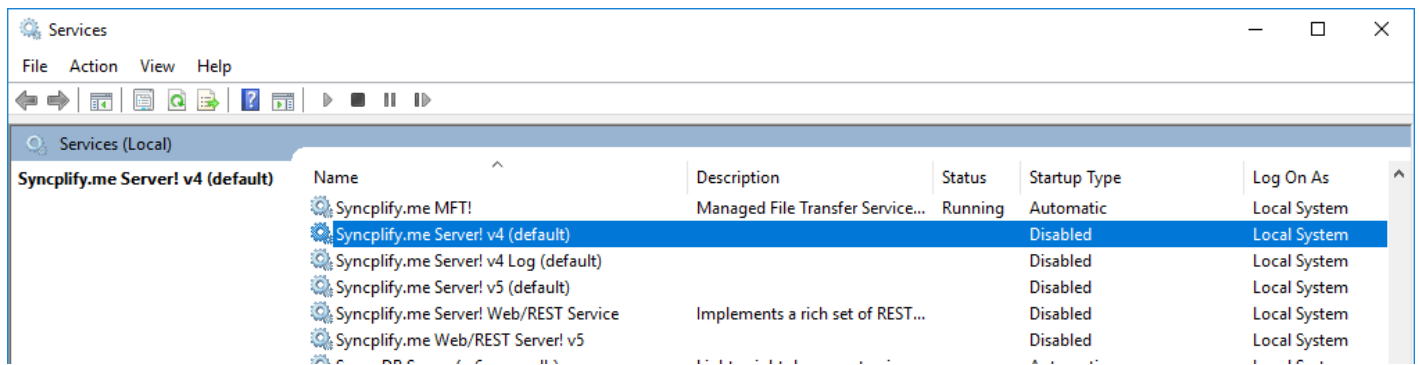 Services
File Action View Help
Services (Local)
Syncplify.me Server! v4 (default)
Name Description Status Startup Type Log On As
Syncplify.me MFT! Managed File Transfer Service... Running Automatic Local System
Syncplify.me Server! v4 (default) Disabled Local System
Syncplify.me Server! v4 Log (default) Disabled Local System
Syncplify.me Server! v5 (default) Disabled Local System
Syncplify.me Server! Web/REST Service Implements a rich set of REST... Disabled Local System
Syncplify.me Web/REST Server! v5 Disabled Local System